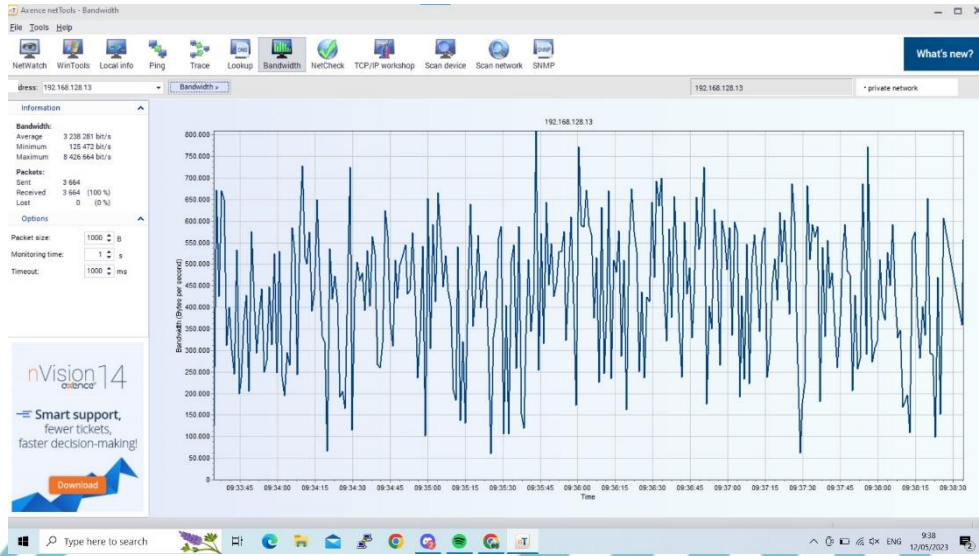 Axence netTools - Bandwidth
File Tools Help
NetWatch WinTools Local info Ping Trace Lookup Bandwidth NetCheck TCP/IP workshop Scan device Scan network SNMP
What's new?
dress: 192.168.128.13 Bandwidth > 192.168.128.13 • private network
Information
Bandwidth:
Average 3 238 281 bit/s
Minimum 125 472 bit/s
Maximum 8 426 664 bit/s
Packets:
Sent 3 664
Received 3 664 (100 %)
Lost 0 (0 %)
Options
Packet size: 1000 B
Monitoring time: 1 s
Timeout: 1000 ms
nVision 14
axence
Smart support,
fewer tickets,
faster decision-making!
Download
192.168.128.13
Bandwidth (Bytes per second)
800.000
750.000
700.000
650.000
600.000
550.000
500.000
450.000
400.000
350.000
300.000
250.000
200.000
150.000
100.000
50.000
0
09:33:45 09:34:00 09:34:15 09:34:30 09:34:45 09:35:00 09:35:15 09:35:30 09:35:45 09:36:00 09:36:15 09:36:30 09:36:45 09:37:00 09:37:15 09:37:30 09:37:45 09:38:00 09:38:15 09:38:30
Time
Type here to search
ENG
9:38
12/05/2023